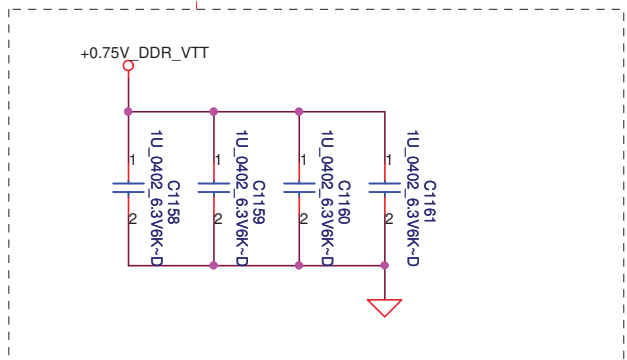 +0.75V_DDR_VTT
1
2
C1158
1U_0402_6.3V6K~D
1
2
C1159
1U_0402_6.3V6K~D
1
2
C1160
1U_0402_6.3V6K~D
1
2
C1161
1U_0402_6.3V6K~D